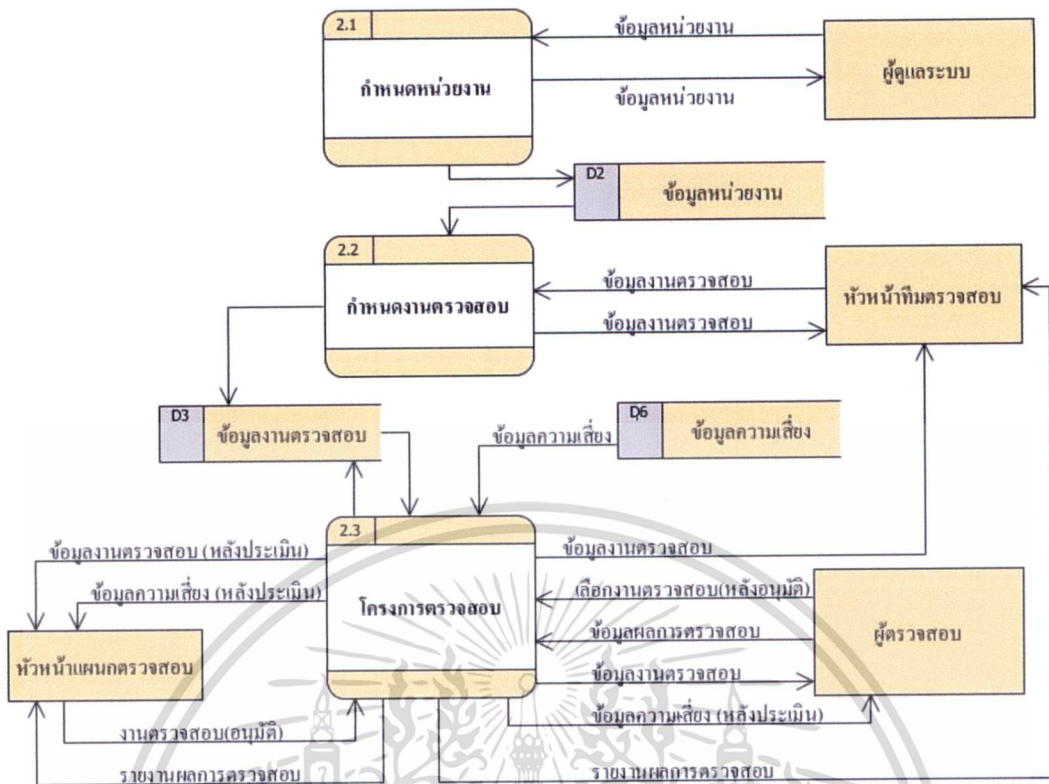 2.1
ข้อมูลหน่วยงาน
กำหนดหน่วยงาน
ผู้ดูแลระบบ
ข้อมูลหน่วยงาน
D2
ข้อมูลหน่วยงาน
2.2
ข้อมูลงานตรวจสอบ
กำหนดงานตรวจสอบ
หัวหน้าทีมตรวจสอบ
ข้อมูลงานตรวจสอบ
D3
ข้อมูลงานตรวจสอบ
ข้อมูลความเสี่ยง
D6
ข้อมูลความเสี่ยง
2.3
ข้อมูลงานตรวจสอบ (หลังประเมิน)
ข้อมูลงานตรวจสอบ
ข้อมูลความเสี่ยง (หลังประเมิน)
โครงการตรวจสอบ
เลือกงานตรวจสอบ(หลังอนุมัติ)
ข้อมูลผลการตรวจสอบ
ผู้ตรวจสอบ
หัวหน้าแผนกตรวจสอบ
ข้อมูลงานตรวจสอบ
ข้อมูลความเสี่ยง (หลังประเมิน)
งานตรวจสอบ(อนุมัติ)
รายงานผลการตรวจสอบ
รายงานผลการตรวจสอบ